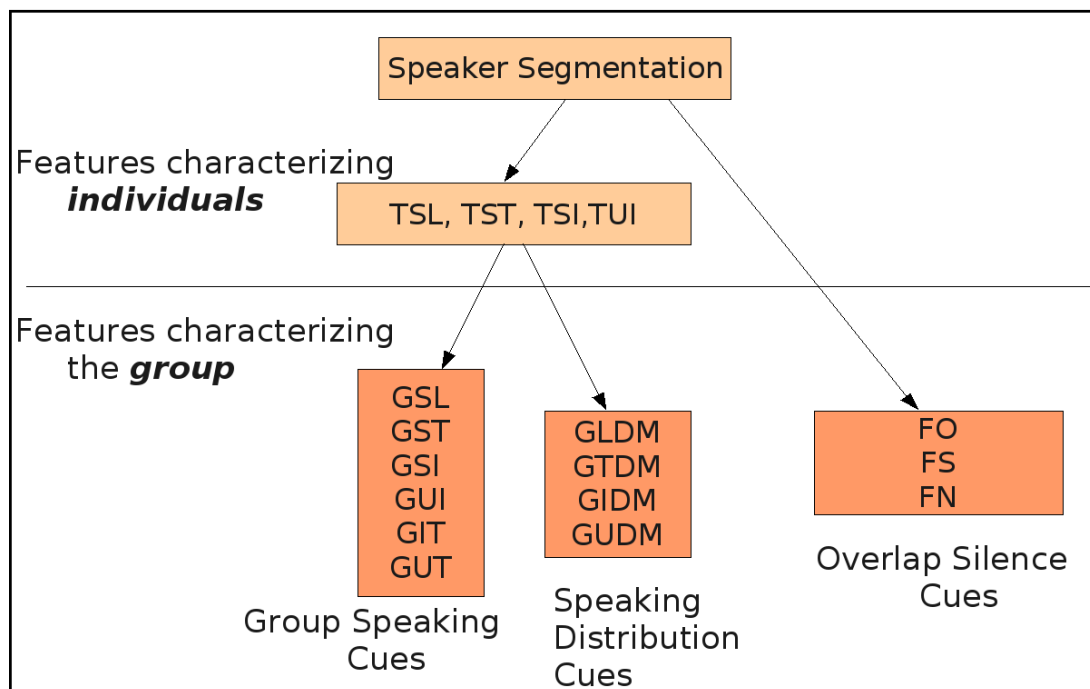 Speaker Segmentation
Features characterizing
individuals
TSL, TST, TSI,TUI
Features characterizing
the group
GSL
GST
GSI
GUI
GIT
GUT
Group Speaking
Cues
GLDM
GTDM
GIDM
GUDM
Speaking
Distribution
Cues
FO
FS
FN
Overlap Silence
Cues